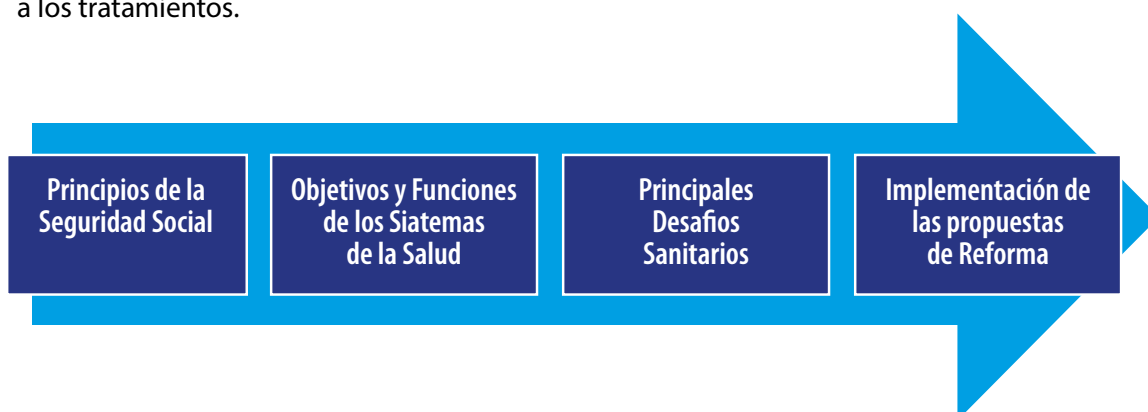 a los tratamientos.
Principios de la
Seguridad Social
Objetivos y Funciones
de los Siatemas
de la Salud
Principales
Desafios
Sanitarios
Implementación de
las propuestas
de Reforma